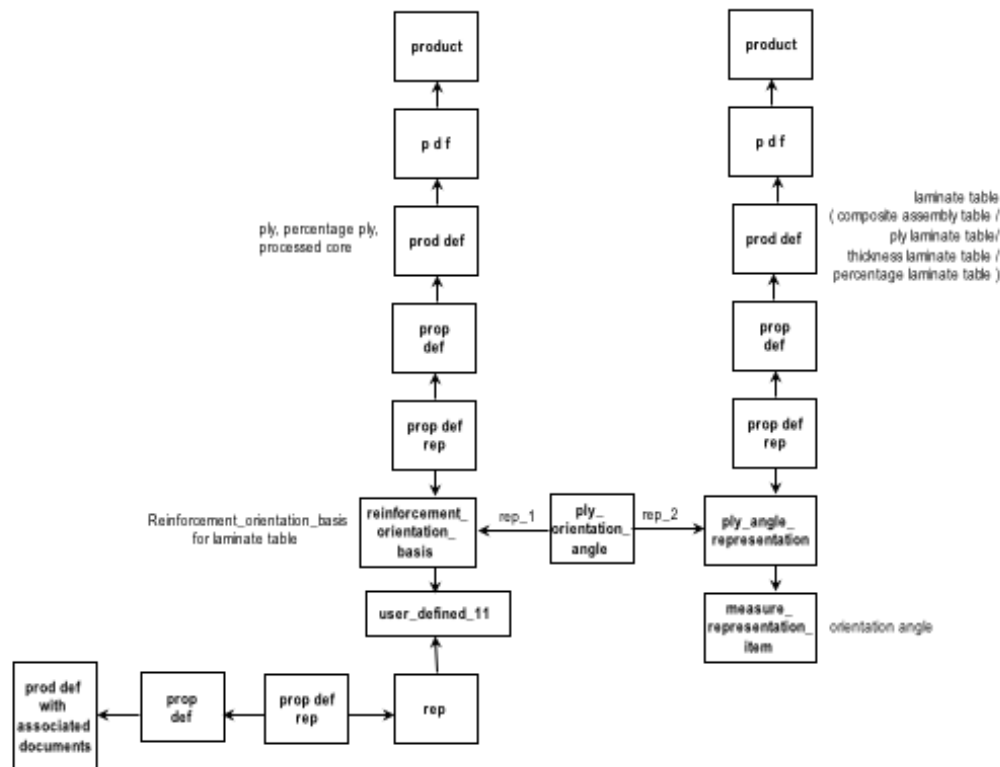 product
product
p d f
p d f
ply, percentage ply,
processed core
prod def
prod def
laminate table
( composite assembly table /
ply laminate table/
thickness laminate table /
percentage laminate table )
prop
def
prop
def
prop def
rep
prop def
rep
Reinforcement_orientation_basis
for laminate table
reinforcement_
orientation_
basis
rep_1
ply_
orientation_
angle
rep_2
ply_angle_
representation
user_defined_11
measure_
representation_
item
orientation angle
prod def
with
associated
documents
prop
def
prop def
rep
rep